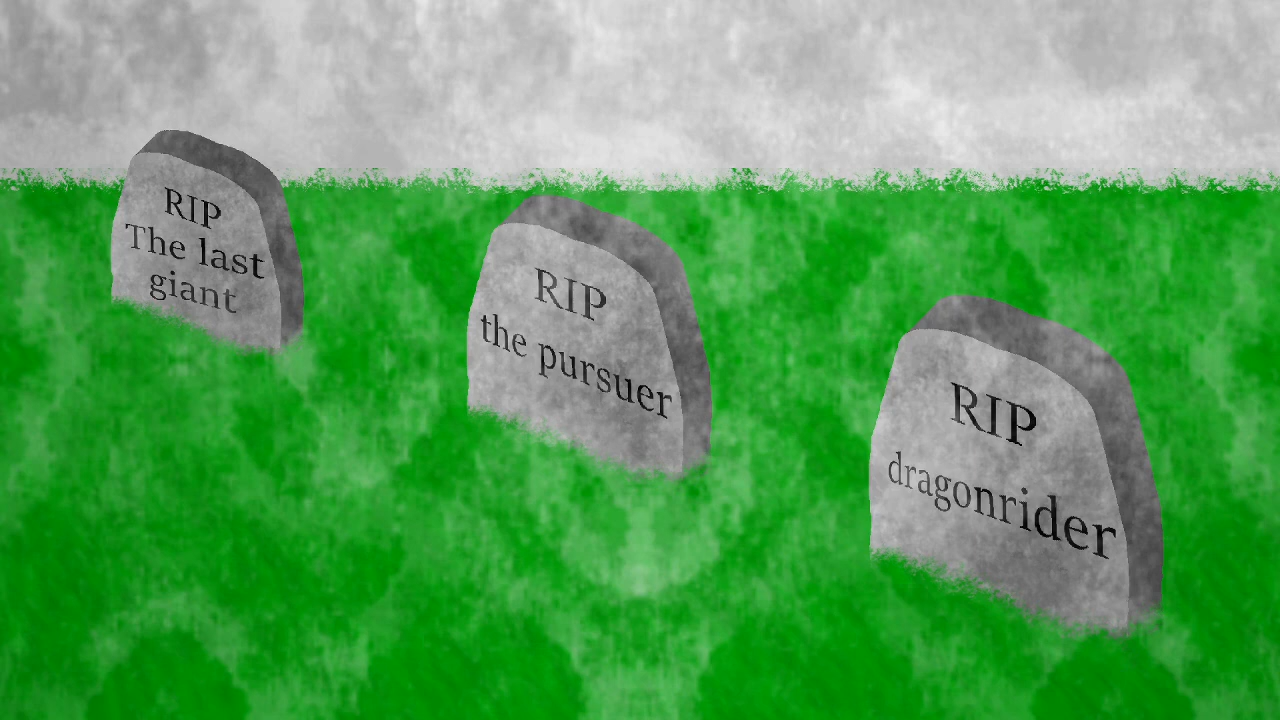 RIP
The last
giant
RIP
the pursuer
RIP
dragonrider